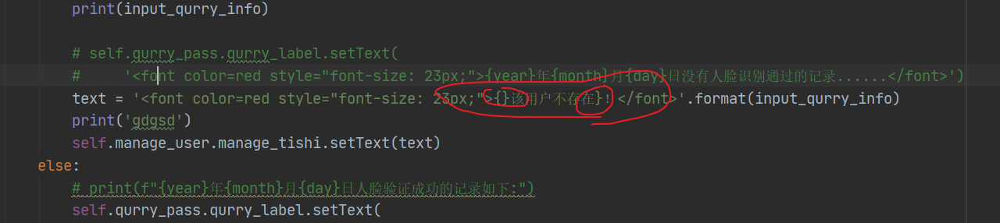 print(input_qurry_info)
# self.qurry_pass.qurry_label.setText(
#     '<font color=red style="font-size: 23px;">{year}年{month}月{day}日没有人脸识别通过的记录......</font>')
text = '<font color=red style="font-size: 23px;">{}该用户不存在}！</font>'.format(input_qurry_info)
print('gdgsd')
self.manage_user.manage_tishi.setText(text)
else:
# print(f"{year}年{month}月{day}日人脸验证成功的记录如下:")
self.qurry_pass.qurry_label.setText(